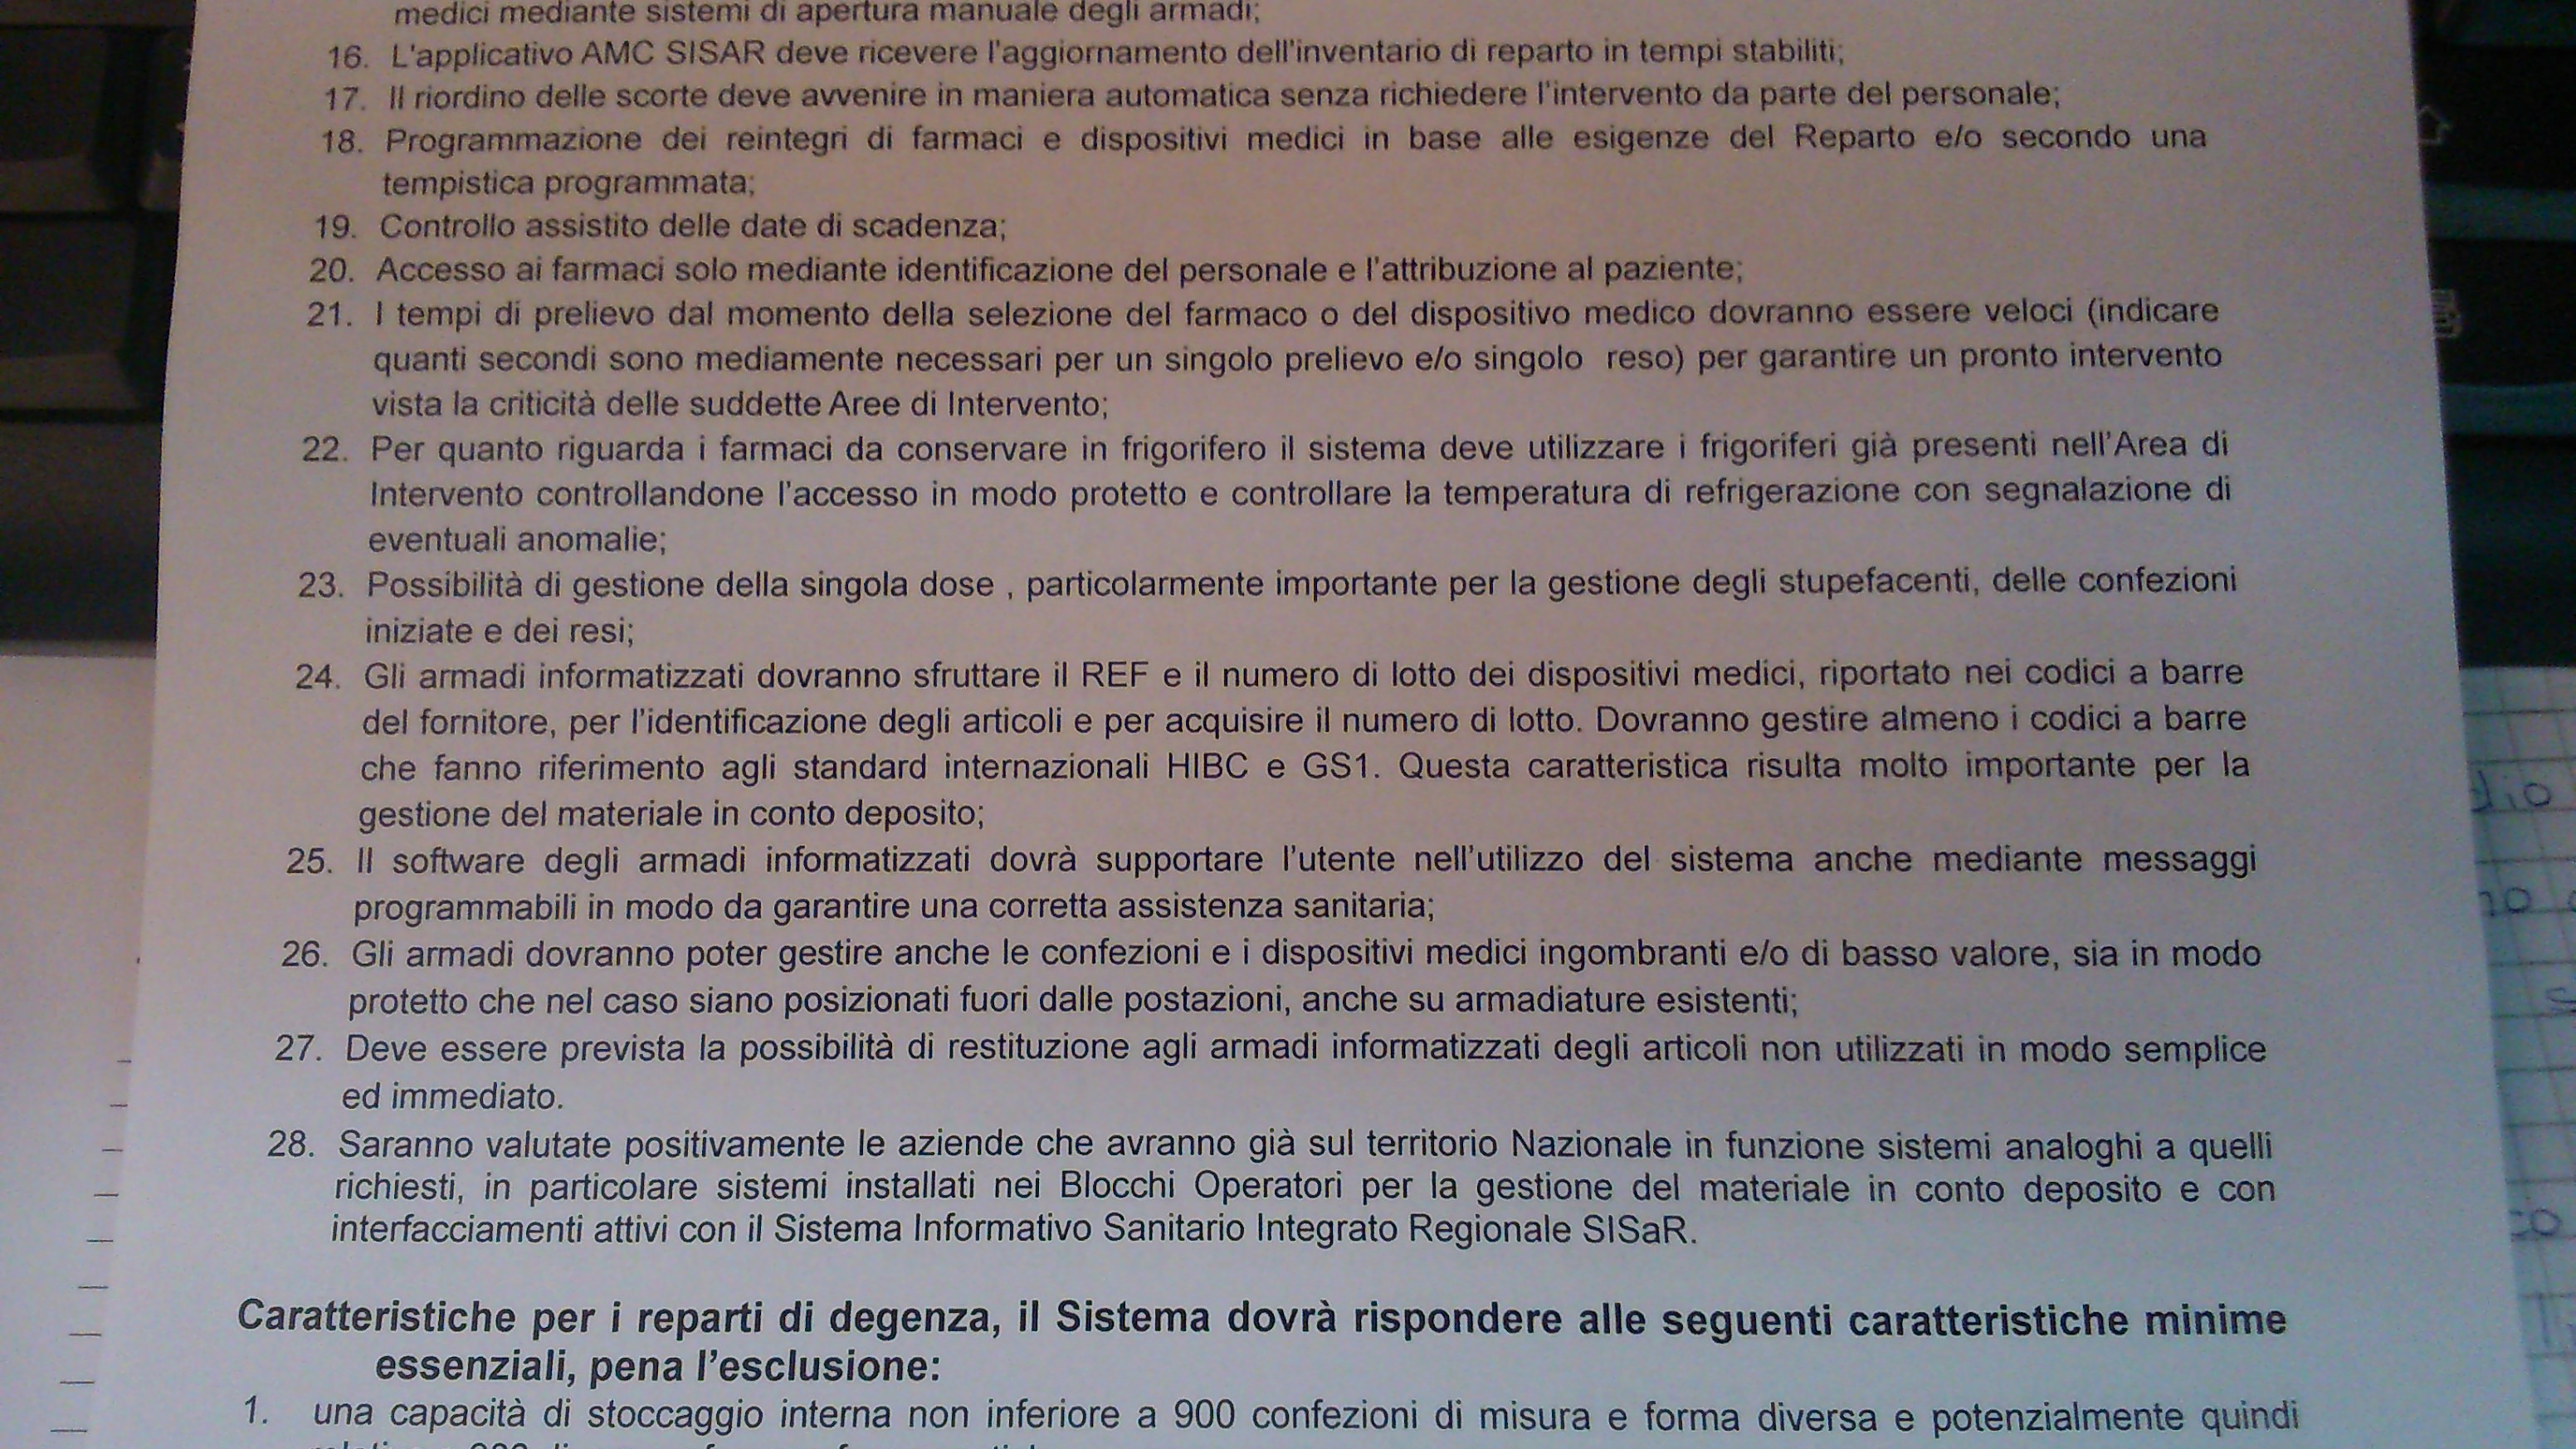 medici mediante sistemi di apertura manuale degli armadi;
16. L'applicativo AMC SISAR deve ricevere l'aggiornamento dell'inventario di reparto in tempi stabiliti;
17. Il riordino delle scorte deve avvenire in maniera automatica senza richiedere l'intervento da parte del personale;
18. Programmazione dei reintegri di farmaci e dispositivi medici in base alle esigenze del Reparto e/o secondo una
tempistica programmata;
19. Controllo assistito delle date di scadenza;
20. Accesso ai farmaci solo mediante identificazione del personale e l'attribuzione al paziente;
21. I tempi di prelievo dal momento della selezione del farmaco o del dispositivo medico dovranno essere veloci (indicare
quanti secondi sono mediamente necessari per un singolo prelievo e/o singolo reso) per garantire un pronto intervento
vista la criticità delle suddette Aree di Intervento;
22. Per quanto riguarda i farmaci da conservare in frigorifero il sistema deve utilizzare i frigoriferi già presenti nell'Area di
Intervento controllandone l'accesso in modo protetto e controllare la temperatura di refrigerazione con segnalazione di
eventuali anomalie;
23. Possibilità di gestione della singola dose , particolarmente importante per la gestione degli stupefacenti, delle confezioni
iniziate e dei resi;
24. Gli armadi informatizzati dovranno sfruttare il REF e il numero di lotto dei dispositivi medici, riportato nei codici a barre
del fornitore, per l'identificazione degli articoli e per acquisire il numero di lotto. Dovranno gestire almeno i codici a barre
che fanno riferimento agli standard internazionali HIBC e GS1. Questa caratteristica risulta molto importante per la
gestione del materiale in conto deposito;
25. Il software degli armadi informatizzati dovrà supportare l'utente nell'utilizzo del sistema anche mediante messaggi
programmabili in modo da garantire una corretta assistenza sanitaria;
26. Gli armadi dovranno poter gestire anche le confezioni e i dispositivi medici ingombranti e/o di basso valore, sia in modo
protetto che nel caso siano posizionati fuori dalle postazioni, anche su armadiature esistenti;
27. Deve essere prevista la possibilità di restituzione agli armadi informatizzati degli articoli non utilizzati in modo semplice
ed immediato.
28. Saranno valutate positivamente le aziende che avranno già sul territorio Nazionale in funzione sistemi analoghi a quelli
richiesti, in particolare sistemi installati nei Blocchi Operatori per la gestione del materiale in conto deposito e con
interfacciamenti attivi con il Sistema Informativo Sanitario Integrato Regionale SISaR.
Caratteristiche per i reparti di degenza, il Sistema dovrà rispondere alle seguenti caratteristiche minime
essenziali, pena l'esclusione:
1. una capacità di stoccaggio interna non inferiore a 900 confezioni di misura e forma diversa e potenzialmente quindi